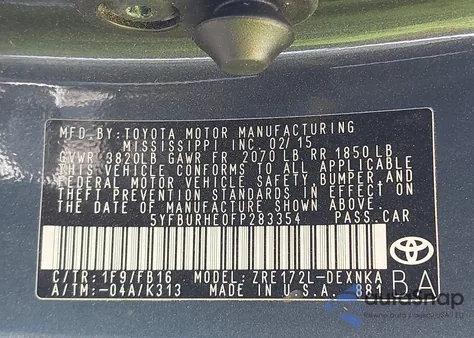 MFD. BY: TOYOTA MOTOR MANUFACTURING
MISSISSIPPI INC. 02/15
GVWR 3820LB GAWR FR 2070 LB RR 1850 LB
THIS VEHICLE CONFORMS TO ALL APPLICABLE
FEDERAL MOTOR VEHICLE SAFETY, BUMPER, AND
THEFT PREVENTION STANDARDS IN EFFECT ON
THE DATE OF MANUFACTURE SHOWN ABOVE.
5YFBURHE0FP283354 PASS. CAR
C/TR: 1F9/FB16 MODEL: ZRE172L-DEXNKA
A/TM: -04A/K313 MADE IN U.S.A. 881
BA
autoSnap